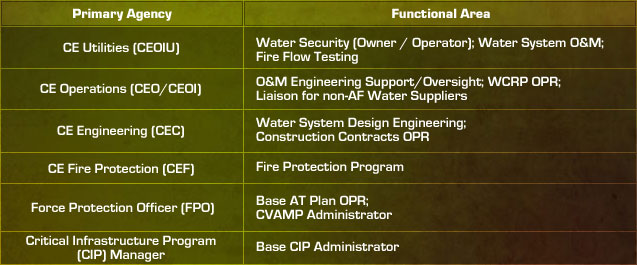 Primary Agency
Functional Area
CE Utilities (CEOIU)
Water Security (Owner / Operator); Water System O&M;
Fire Flow Testing
CE Operations (CEO/CEOI)
O&M Engineering Support/Oversight; WCRP OPR;
Liaison for non-AF Water Suppliers
CE Engineering (CEC)
Water System Design Engineering;
Construction Contracts OPR
CE Fire Protection (CEF)
Fire Protection Program
Force Protection Officer (FPO)
Base AT Plan OPR;
CVAMP Administrator
Critical Infrastructure Program
(CIP) Manager
Base CIP Administrator